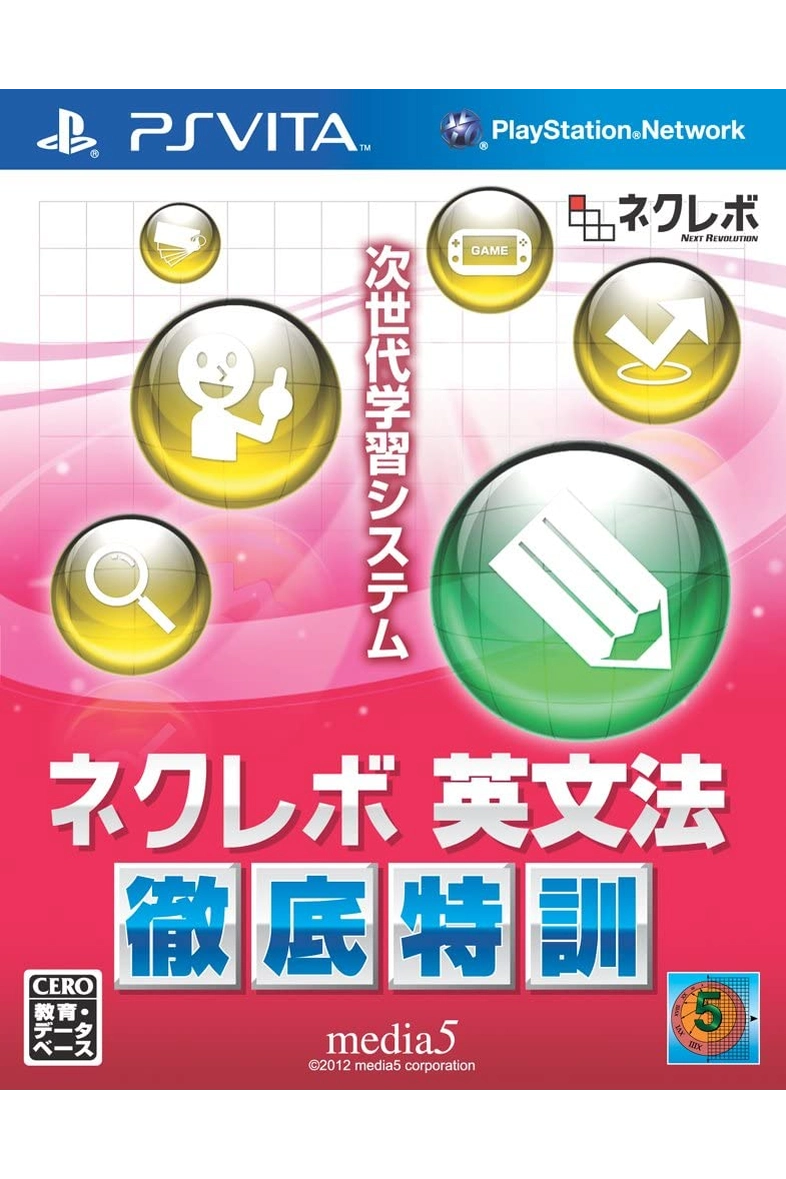 PSVITA™
PlayStation®Network
ネクレボ
NEXT REVOLUTION
GAME
次世代学習システム
ネクレボ 英文法
徹底特訓
CERO
教育・
データ
ベース
media5
©2012 media5 corporation
5